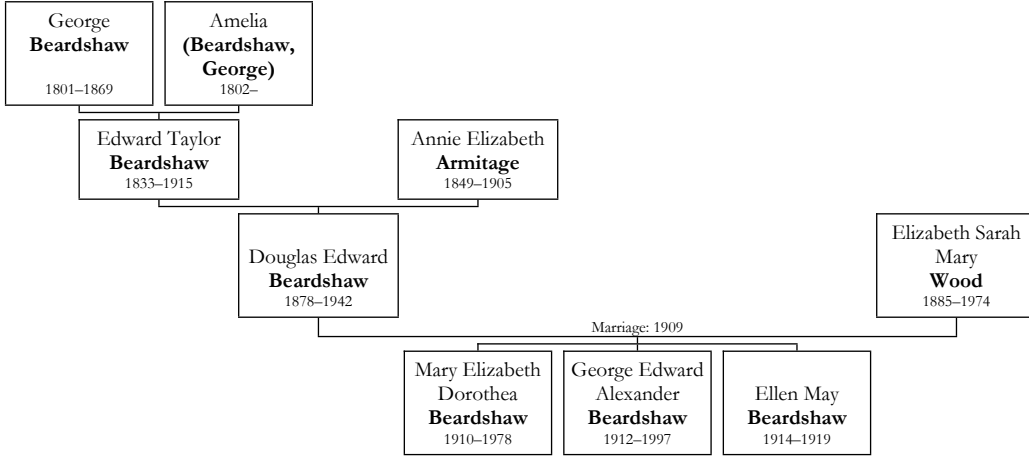 George
Beardshaw
1801–1869
Amelia
(Beardshaw,
George)
1802–
Edward Taylor
Beardshaw
1833–1915
Annie Elizabeth
Armitage
1849–1905
Douglas Edward
Beardshaw
1878–1942
Elizabeth Sarah
Mary
Wood
1885–1974
Marriage: 1909
Mary Elizabeth
Dorothea
Beardshaw
1910–1978
George Edward
Alexander
Beardshaw
1912–1997
Ellen May
Beardshaw
1914–1919